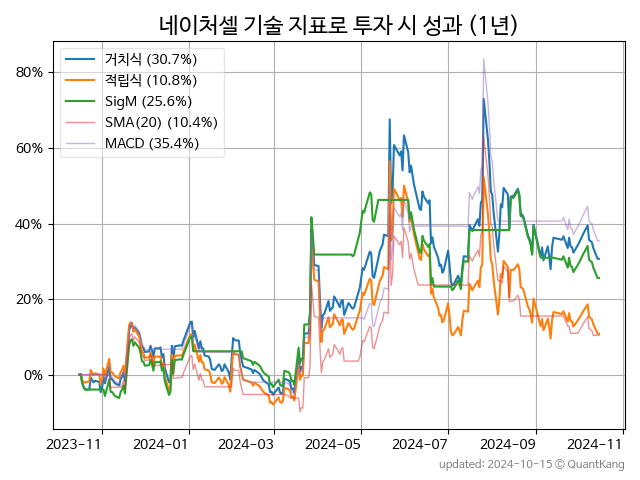 네이처셀 기술 지표로 투자 시 성과 (1년)
거치식 (30.7%)
적립식 (10.8%)
SigM (25.6%)
SMA(20) (10.4%)
MACD (35.4%)
80%
60%
40%
20%
0%
2023-11 2024-01 2024-03 2024-05 2024-07 2024-09 2024-11
updated: 2024-10-15 © QuantKang